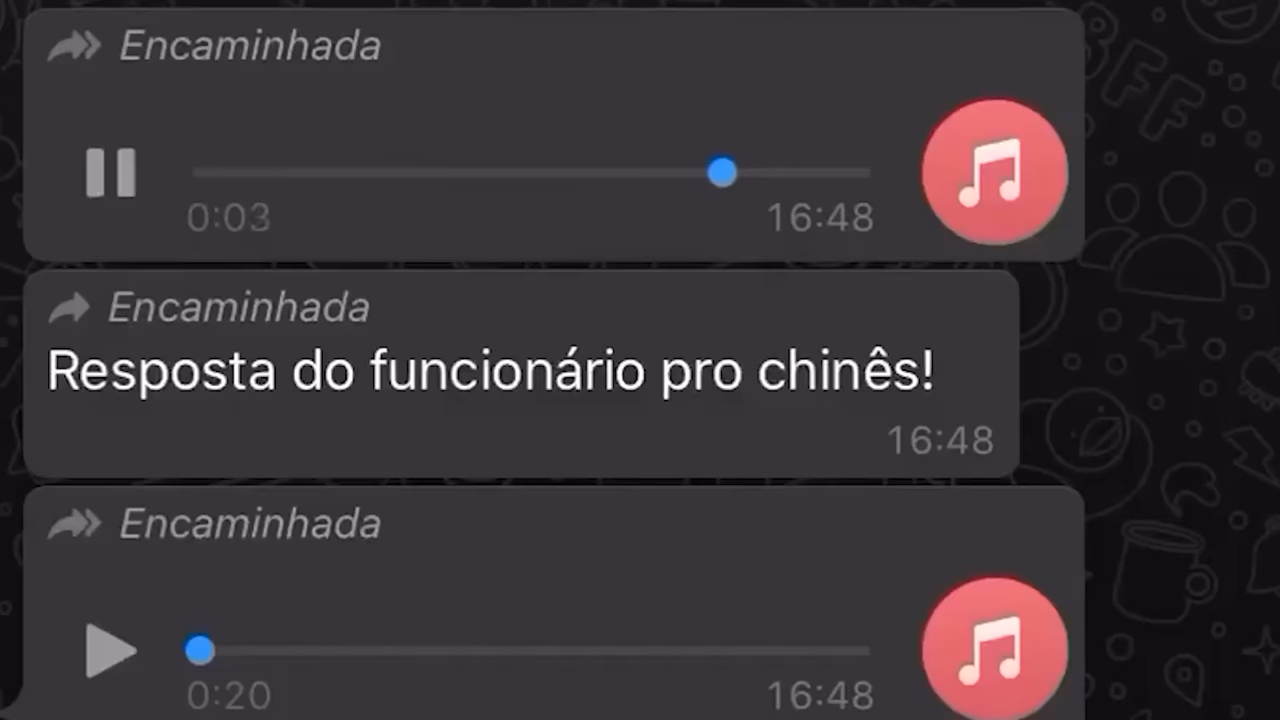 Encaminhada
0:03 16:48
Encaminhada
Resposta do funcionário pro chinês!
16:48
Encaminhada
0:20 16:48